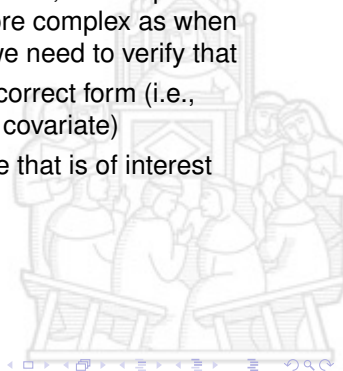 ore complex as when
we need to verify that
correct form (i.e.,
covariate)
e that is of interest